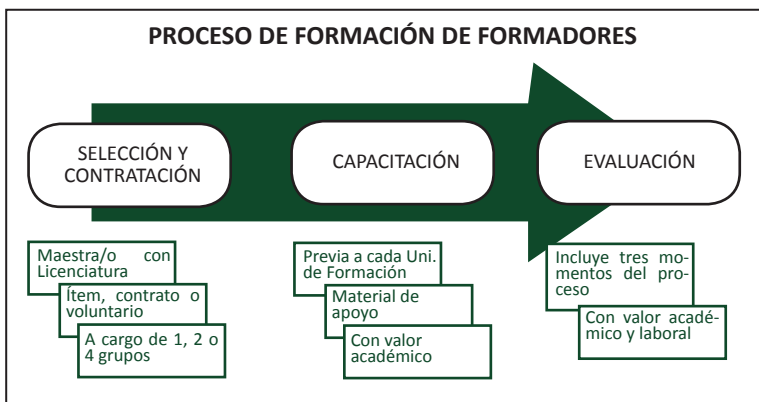 PROCESO DE FORMACIÓN DE FORMADORES
SELECCIÓN Y
CONTRATACIÓN
CAPACITACIÓN
EVALUACIÓN
Maestra/o con
Licenciatura
Ítem, contrato o
voluntario
A cargo de 1, 2 o
4 grupos
Previa a cada Uni.
de Formación
Material de
apoyo
Con valor
académico
Incluye tres mo-
mentos del pro-
ceso
Con valor acadé-
mico y laboral